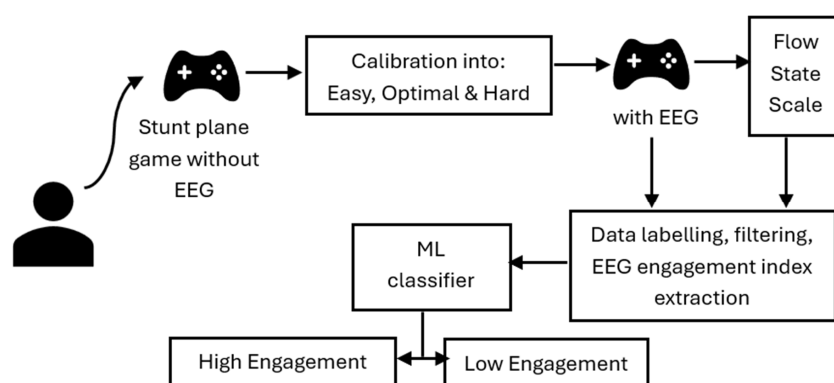 Stunt plane
game without
EEG
Calibration into:
Easy, Optimal & Hard
with EEG
Flow
State
Scale
Data labelling, filtering,
EEG engagement index
extraction
ML
classifier
High Engagement
Low Engagement